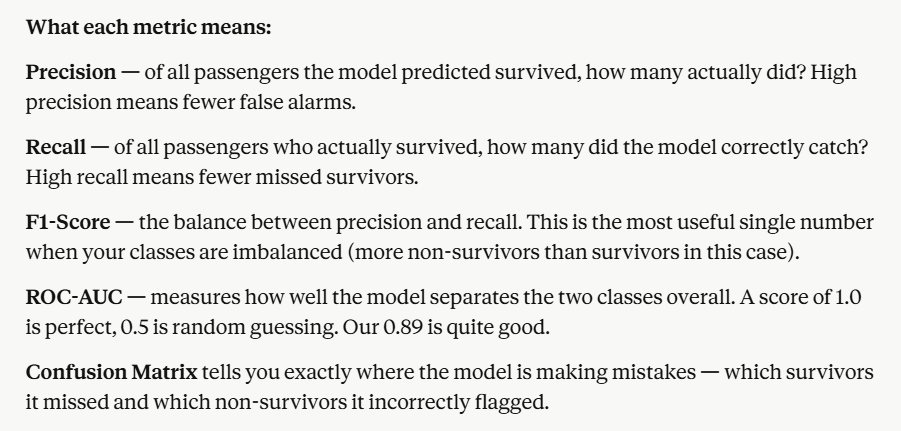 What each metric means:
Precision — of all passengers the model predicted survived, how many actually did? High
precision means fewer false alarms.
Recall — of all passengers who actually survived, how many did the model correctly catch?
High recall means fewer missed survivors.
F1-Score — the balance between precision and recall. This is the most useful single number
when your classes are imbalanced (more non-survivors than survivors in this case).
ROC-AUC — measures how well the model separates the two classes overall. A score of 1.0
is perfect, 0.5 is random guessing. Our 0.89 is quite good.
Confusion Matrix tells you exactly where the model is making mistakes — which survivors
it missed and which non-survivors it incorrectly flagged.